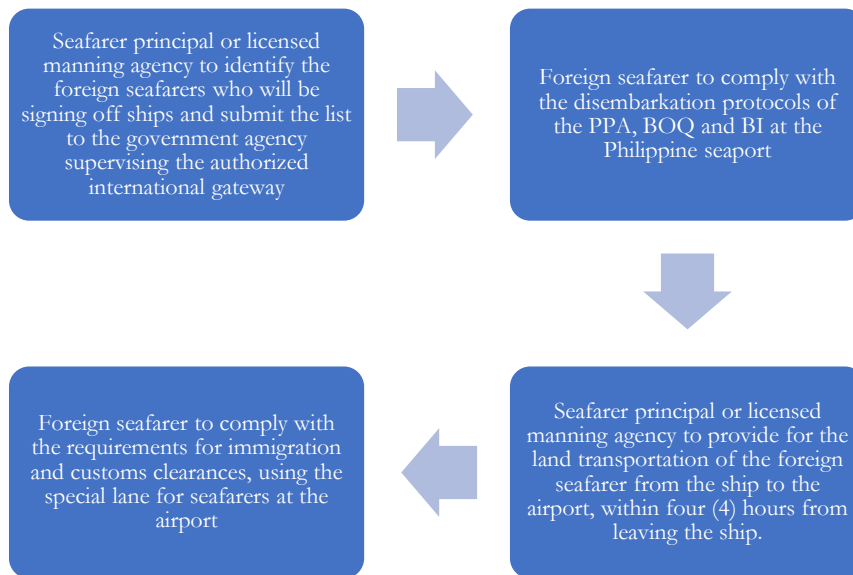 Seafarer principal or licensed
manning agency to identify the
foreign seafarers who will be
signing off ships and submit the list
to the government agency
supervising the authorized
international gateway
Foreign seafarer to comply with
the disembarkation protocols of
the PPA, BOQ and BI at the
Philippine seaport
Seafarer principal or licensed
manning agency to provide for the
land transportation of the foreign
seafarer from the ship to the
airport, within four (4) hours from
leaving the ship.
Foreign seafarer to comply with
the requirements for immigration
and customs clearances, using the
special lane for seafarers at the
airport